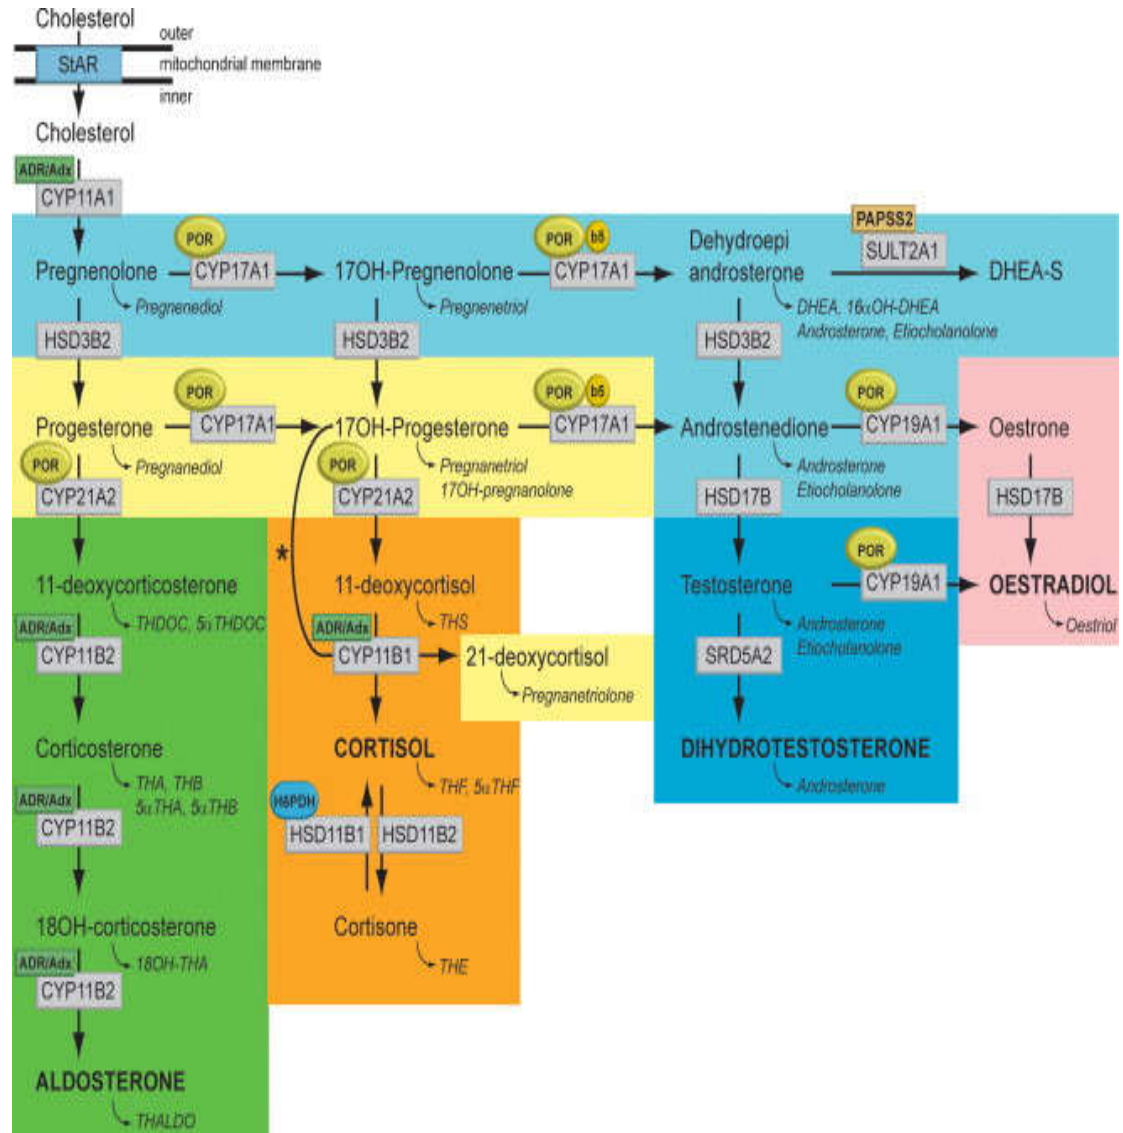 Cholesterol
outer
StAR
mitochondrial membrane
inner
Cholesterol
ADR/Adx
CYP11A1
POR
CYP17A1
POR
b5
CYP17A1
PAPSS2
SULT2A1
Pregnenolone
17OH-Pregnenolone
Dehydroepi
androsterone
DHEA-S
Pregnenediol
Pregnenetriol
DHEA, 16αOH-DHEA
Androsterone, Etiocholanolone
HSD3B2
HSD3B2
HSD3B2
POR
CYP17A1
POR
b5
CYP17A1
POR
CYP19A1
Progesterone
17OH-Progesterone
Androstenedione
Oestrone
Pregnanediol
Pregnanetriol
17OH-pregnanolone
Androsterone
Etiocholanolone
POR
CYP21A2
POR
CYP21A2
HSD17B
HSD17B
*
POR
CYP19A1
11-deoxycorticosterone
11-deoxycortisol
Testosterone
OESTRADIOL
THDOC, 5αTHDOC
THS
Androsterone
Etiocholanolone
Oestriol
ADR/Adx
CYP11B2
ADR/Adx
CYP11B1
21-deoxycortisol
SRD5A2
Pregnanetriolone
Corticosterone
CORTISOL
DIHYDROTESTOSTERONE
THA, THB
5αTHA, 5αTHB
THF, 5αTHF
Androsterone
ADR/Adx
CYP11B2
H6PDH
HSD11B1
HSD11B2
18OH-corticosterone
Cortisone
18OH-THA
THE
ADR/Adx
CYP11B2
ALDOSTERONE
THALDO